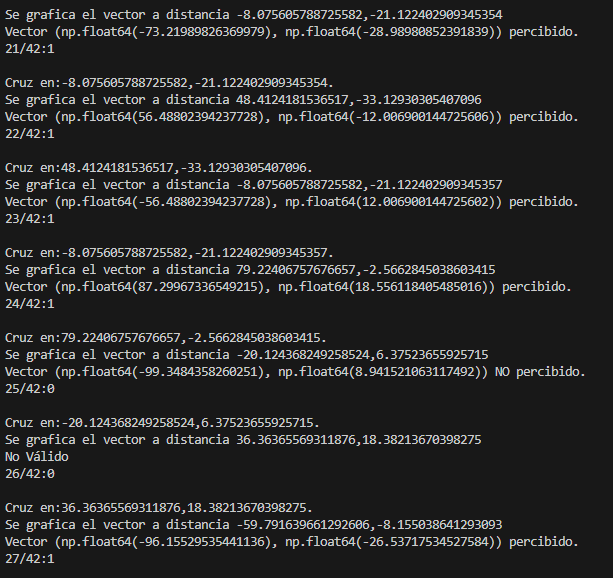 Se grafica el vector a distancia -8.075605788725582,-21.122402909345354
Vector (np.float64(-73.21989826369979), np.float64(-28.98980852391839)) percibido.
21/42:1
Cruz en:-8.075605788725582,-21.122402909345354.
Se grafica el vector a distancia 48.4124181536517,-33.12930305407096
Vector (np.float64(56.48802394237728), np.float64(-12.006900144725606)) percibido.
22/42:1
Cruz en:48.4124181536517,-33.12930305407096.
Se grafica el vector a distancia -8.075605788725582,-21.122402909345357
Vector (np.float64(-56.48802394237728), np.float64(12.006900144725602)) percibido.
23/42:1
Cruz en:-8.075605788725582,-21.122402909345357.
Se grafica el vector a distancia 79.22406757676657,-2.5662845038603415
Vector (np.float64(87.29967336549215), np.float64(18.556118405485016)) percibido.
24/42:1
Cruz en:79.22406757676657,-2.5662845038603415.
Se grafica el vector a distancia -20.124368249258524,6.37523655925715
Vector (np.float64(-99.3484358260251), np.float64(8.941521063117492)) NO percibido.
25/42:0
Cruz en:-20.124368249258524,6.37523655925715.
Se grafica el vector a distancia 36.36365569311876,18.38213670398275
No Válido
26/42:0
Cruz en:36.36365569311876,18.38213670398275.
Se grafica el vector a distancia -59.791639661292606,-8.155038641293093
Vector (np.float64(-96.15529535441136), np.float64(-26.53717534527584)) percibido.
27/42:1